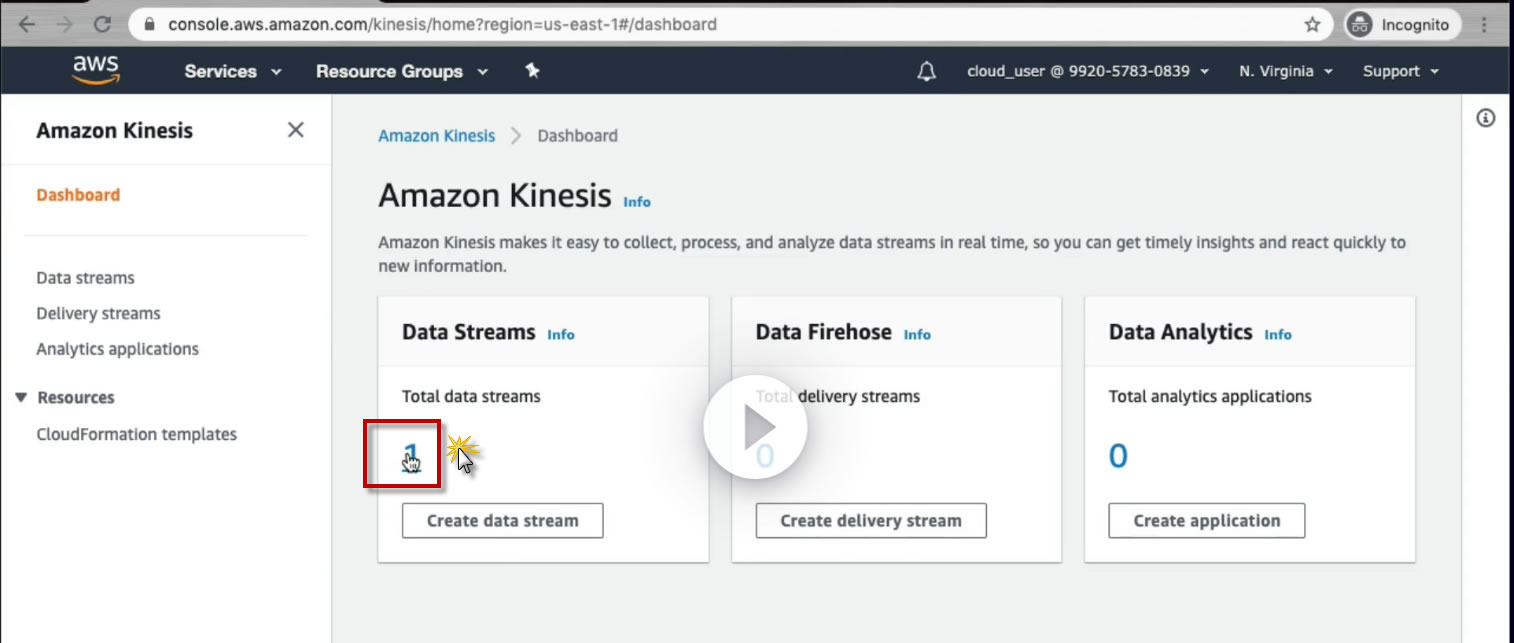 console.aws.amazon.com/kinesis/home?region=us-east-1#/dashboard
Incognito
aws
Services
Resource Groups
cloud_user @ 9920-5783-0839
N. Virginia
Support
Amazon Kinesis
Dashboard
Data streams
Delivery streams
Analytics applications
Resources
CloudFormation templates
Amazon Kinesis
Dashboard
Amazon Kinesis Info
Amazon Kinesis makes it easy to collect, process, and analyze data streams in real time, so you can get timely insights and react quickly to
new information.
Data Streams Info
Total data streams
1
Create data stream
Data Firehose Info
Total delivery streams
0
Create delivery stream
Data Analytics Info
Total analytics applications
0
Create application